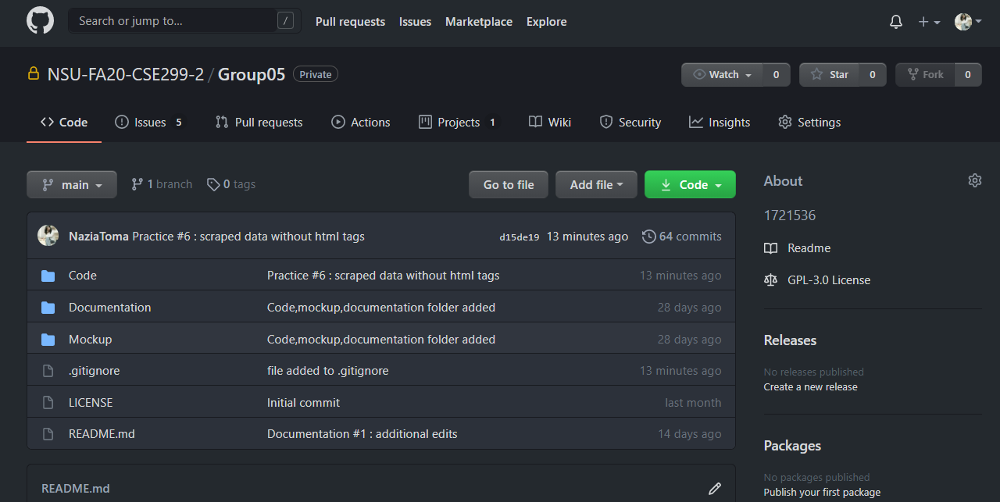 Search or jump to... /
Pull requests Issues Marketplace Explore
NSU-FA20-CSE299-2 / Group05 Private
Watch 0 Star 0 Fork 0
Code Issues 5 Pull requests Actions Projects 1 Wiki Security Insights Settings
main 1 branch 0 tags Go to file Add file Code
NaziaToma Practice #6 : scraped data without html tags d15de19 13 minutes ago 64 commits
Code Practice #6 : scraped data without html tags 13 minutes ago
Documentation Code,mockup,documentation folder added 28 days ago
Mockup Code,mockup,documentation folder added 28 days ago
.gitignore file added to .gitignore 13 minutes ago
LICENSE Initial commit last month
README.md Documentation #1 : additional edits 14 days ago
README.md
About
1721536
Readme
GPL-3.0 License
Releases
No releases published
Create a new release
Packages
No packages published
Publish your first package